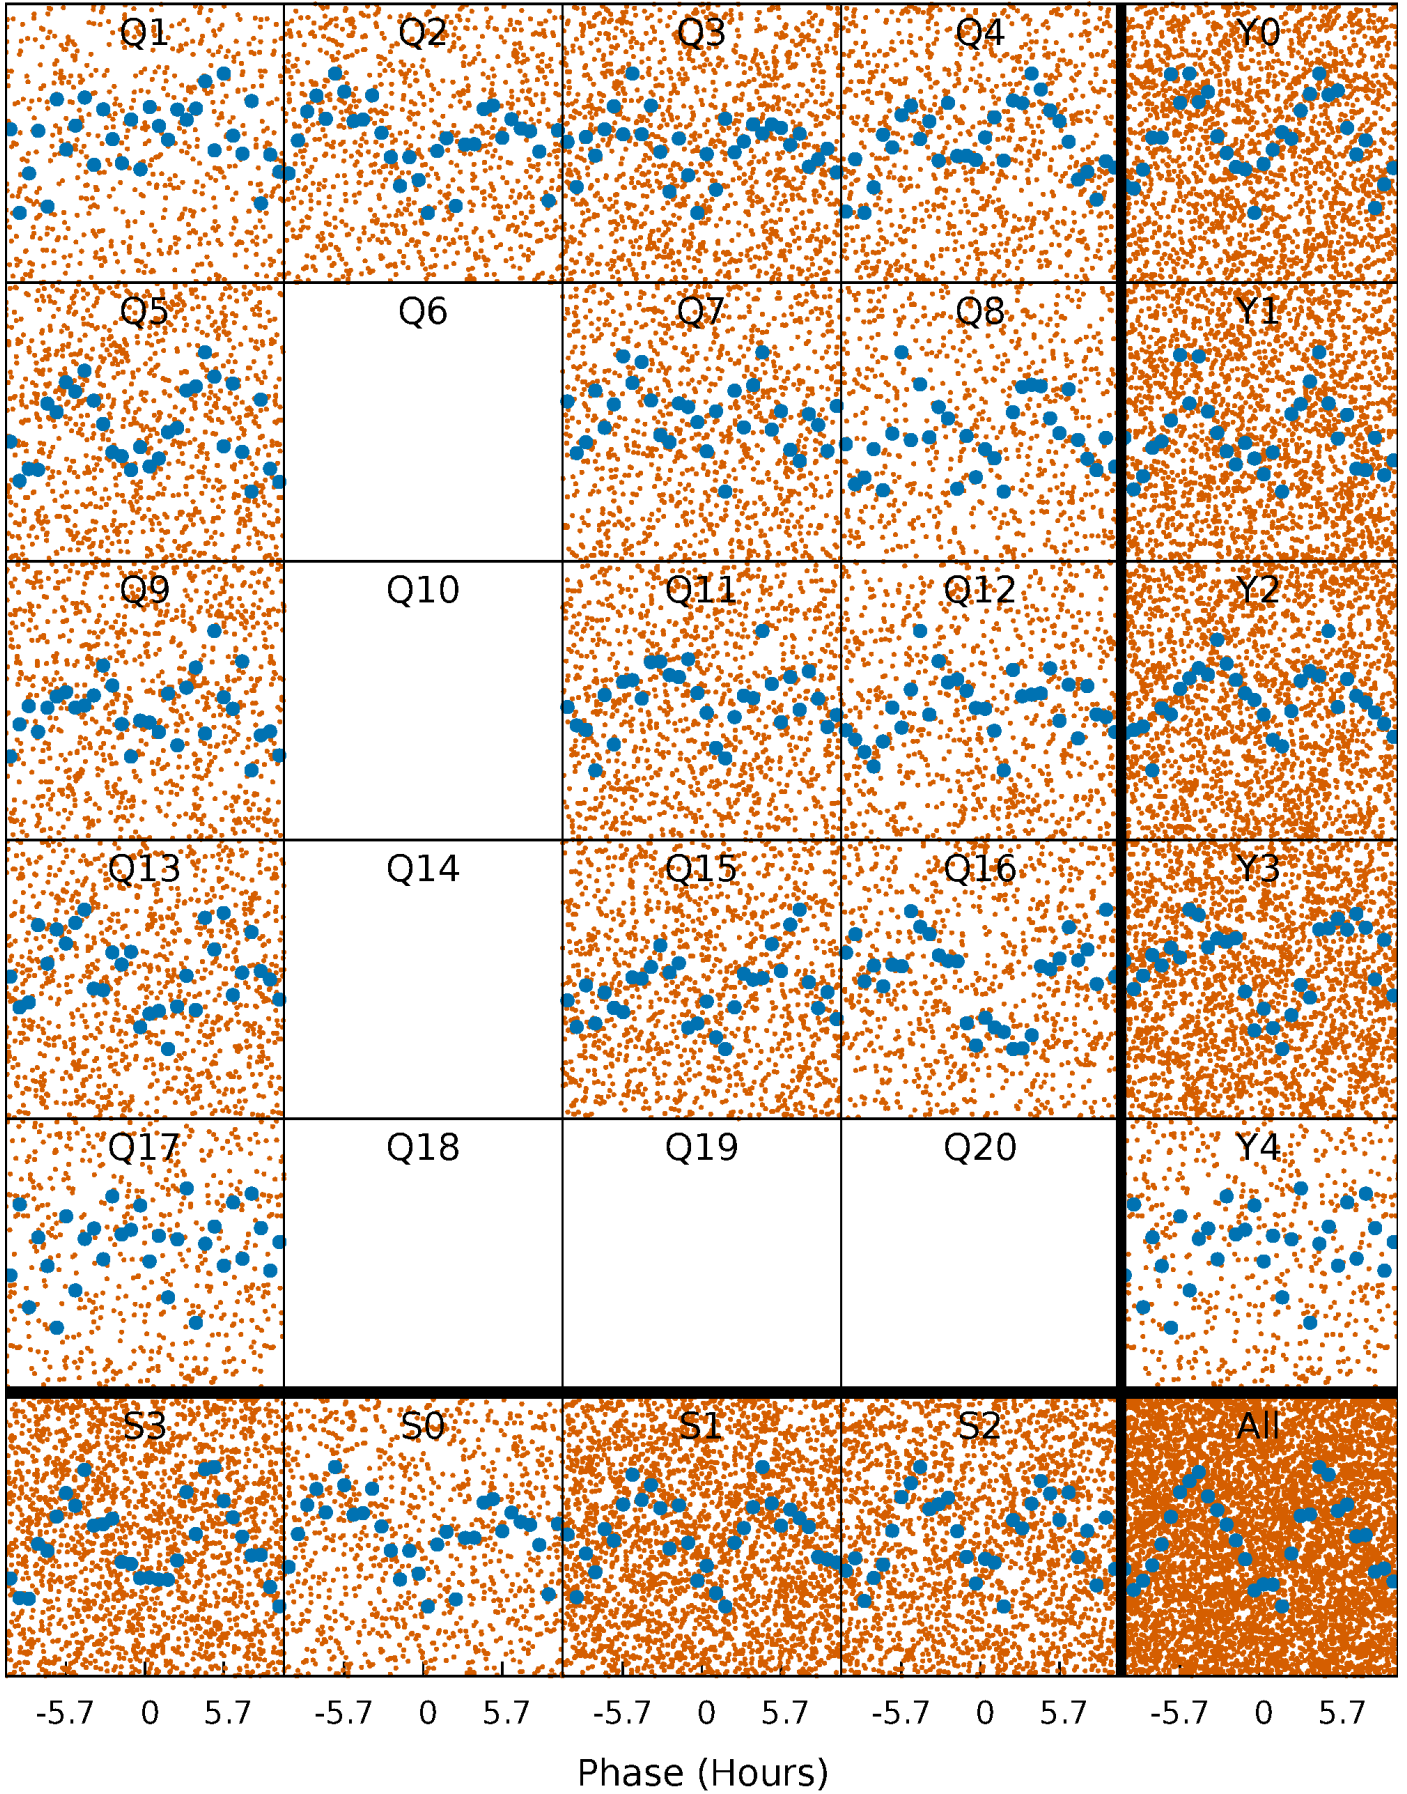 Q1 Q2 Q3 Q4 Y0
Q5 Q6 Q7 Q8 Y1
Q9 Q10 Q11 Q12 Y2
Q13 Q14 Q15 Q16 Y3
Q17 Q18 Q19 Q20 Y4
S3 S0 S1 S2 All
-5.7 0 5.7 -5.7 0 5.7 -5.7 0 5.7 -5.7 0 5.7 -5.7 0 5.7
Phase (Hours)